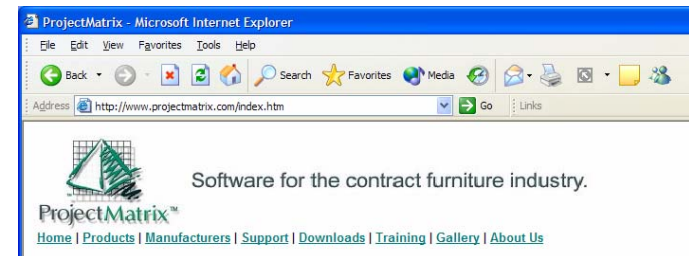 ProjectMatrix - Microsoft Internet Explorer
File Edit View Favorites Tools Help
Back Search Favorites Media
Address http://www.projectmatrix.com/index.htm Go Links
Software for the contract furniture industry.
ProjectMatrix™
Home | Products | Manufacturers | Support | Downloads | Training | Gallery | About Us